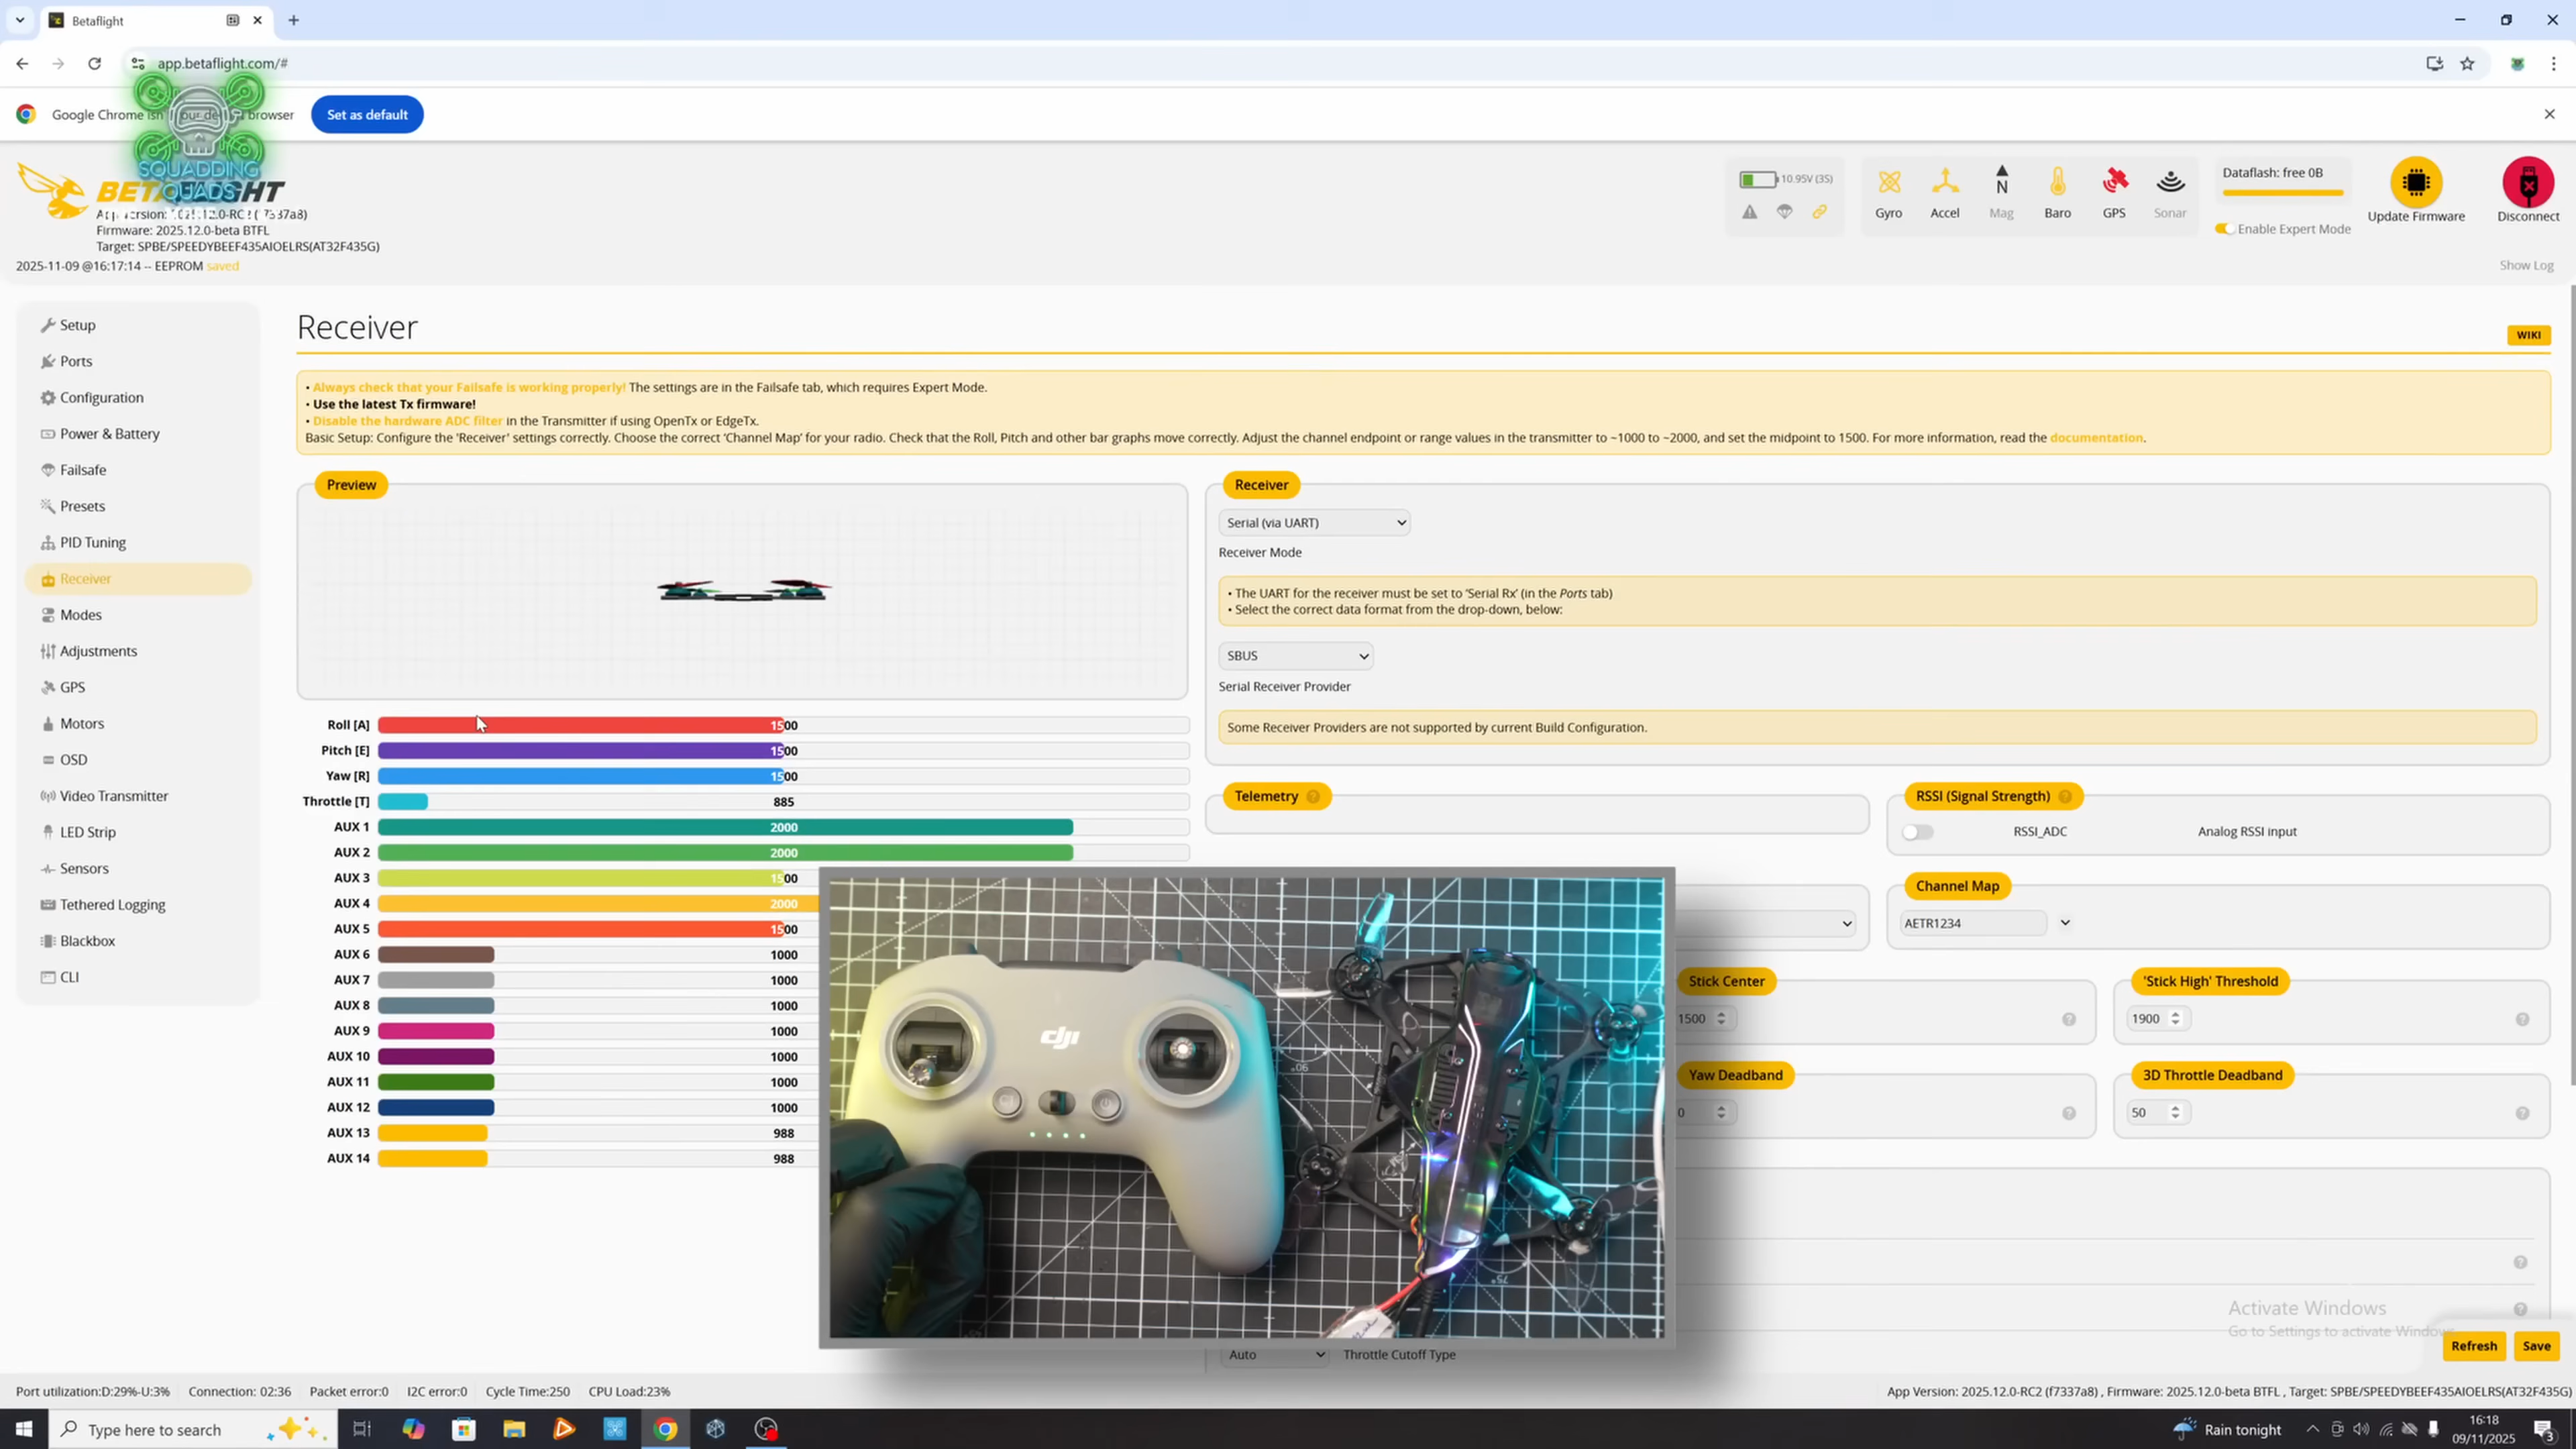 Betaflight
app.betaflight.com/#
Google Chrome isn't your default browser
Set as default
SQUADDING
QUADS
BETAFLIGHT
App version: 2025.12.0-RC2 (f7337a8)
Firmware: 2025.12.0-beta BTFL
Target: SPBE/SPEEDYBEEF435AIOELRS(AT32F435G)
2025-11-09 @16:17:14 -- EEPROM saved
10.95V (3S)
Gyro
Accel
N
Mag
Baro
GPS
Sonar
Dataflash: free 0B
Enable Expert Mode
Update Firmware
Disconnect
Show Log
Setup
Ports
Configuration
Power & Battery
Failsafe
Presets
PID Tuning
Receiver
Modes
Adjustments
GPS
Motors
OSD
Video Transmitter
LED Strip
Sensors
Tethered Logging
Blackbox
CLI
Receiver
WIKI
• Always check that your Failsafe is working properly! The settings are in the Failsafe tab, which requires Expert Mode.
• Use the latest Tx firmware!
• Disable the hardware ADC filter in the Transmitter if using OpenTx or EdgeTx.
Basic Setup: Configure the 'Receiver' settings correctly. Choose the correct 'Channel Map' for your radio. Check that the Roll, Pitch and other bar graphs move correctly. Adjust the channel endpoint or range values in the transmitter to ~1000 to ~2000, and set the midpoint to 1500. For more information, read the documentation.
Preview
Roll [A] 1500
Pitch [E] 1500
Yaw [R] 1500
Throttle [T] 885
AUX 1 2000
AUX 2 2000
AUX 3 1500
AUX 4 2000
AUX 5 1500
AUX 6 1000
AUX 7 1000
AUX 8 1000
AUX 9 1000
AUX 10 1000
AUX 11 1000
AUX 12 1000
AUX 13 988
AUX 14 988
Receiver
Serial (via UART)
Receiver Mode
• The UART for the receiver must be set to 'Serial Rx' (in the Ports tab)
• Select the correct data format from the drop-down, below:
SBUS
Serial Receiver Provider
Some Receiver Providers are not supported by current Build Configuration.
Telemetry
RSSI (Signal Strength)
RSSI_ADC
Analog RSSI input
Channel Map
AETR1234
Stick Center
1500
'Stick High' Threshold
1900
Yaw Deadband
0
3D Throttle Deadband
50
dji
Auto
Throttle Cutoff Type
Activate Windows
Go to Settings to activate Windows.
Refresh
Save
Port utilization:D:29%-U:3%
Connection: 02:36
Packet error:0
I2C error:0
Cycle Time:250
CPU Load:23%
App Version: 2025.12.0-RC2 (f7337a8) , Firmware: 2025.12.0-beta BTFL , Target: SPBE/SPEEDYBEEF435AIOELRS(AT32F435G)
Type here to search
Rain tonight
16:18
09/11/2025
3